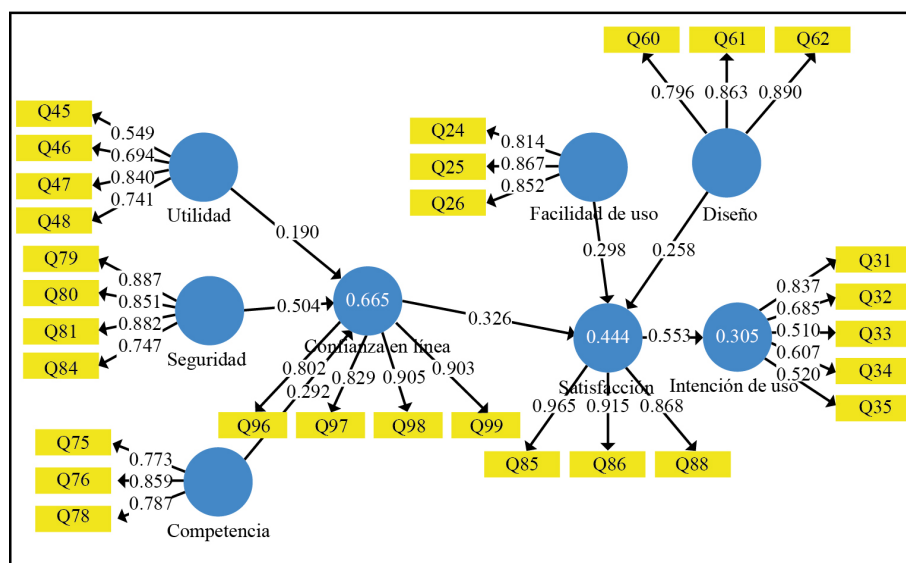 Q60
Q61
Q62
0.796
0.863
0.890
Q45
Q46
Q47
Q48
0.549
0.694
0.840
0.741
Utilidad
Q24
Q25
Q26
0.814
0.867
0.852
Facilidad de uso
Diseño
0.190
0.298
0.258
Q79
Q80
Q81
Q84
0.887
0.851
0.882
0.747
Seguridad
0.504
0.665
Confianza en línea
0.326
0.444
Satisfacción
0.553
0.305
Intención de uso
Q31
Q32
Q33
Q34
Q35
0.837
0.685
0.510
0.607
0.520
0.802
0.292
0.829
0.905
0.903
Q96
Q97
Q98
Q99
0.965
0.915
0.868
Q85
Q86
Q88
Q75
Q76
Q78
0.773
0.859
0.787
Competencia